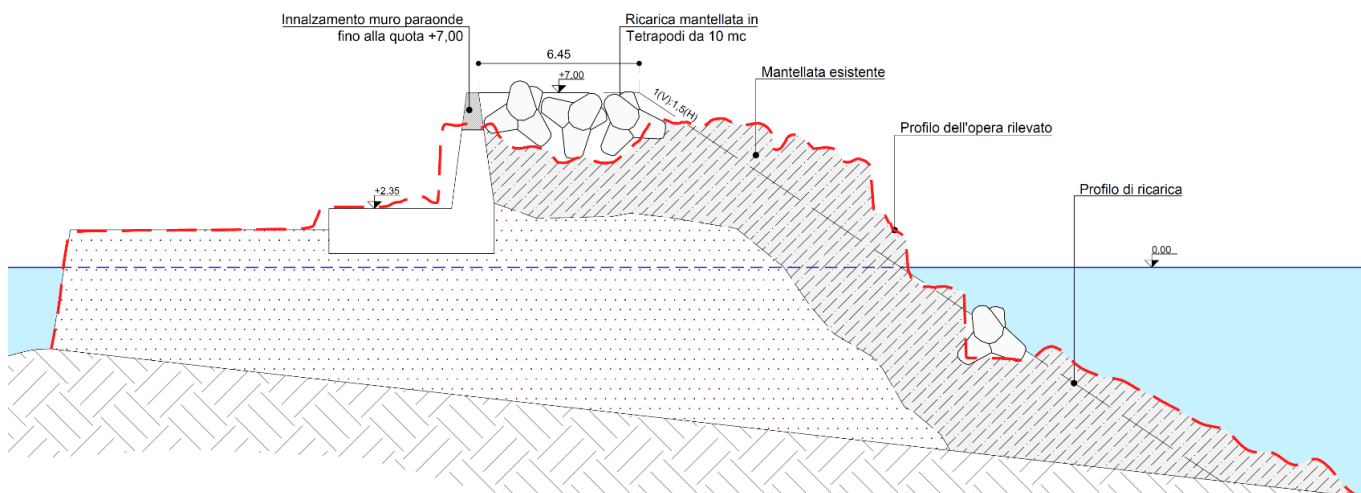 Innalzamento muro paraonde
fino alla quota +7,00
Ricarica mantellata in
Tetrapodi da 10 mc
6.45
+7.00
1(V):1,5(H)
Mantellata esistente
Profilo dell'opera rilevato
+2.35
Profilo di ricarica
0.00